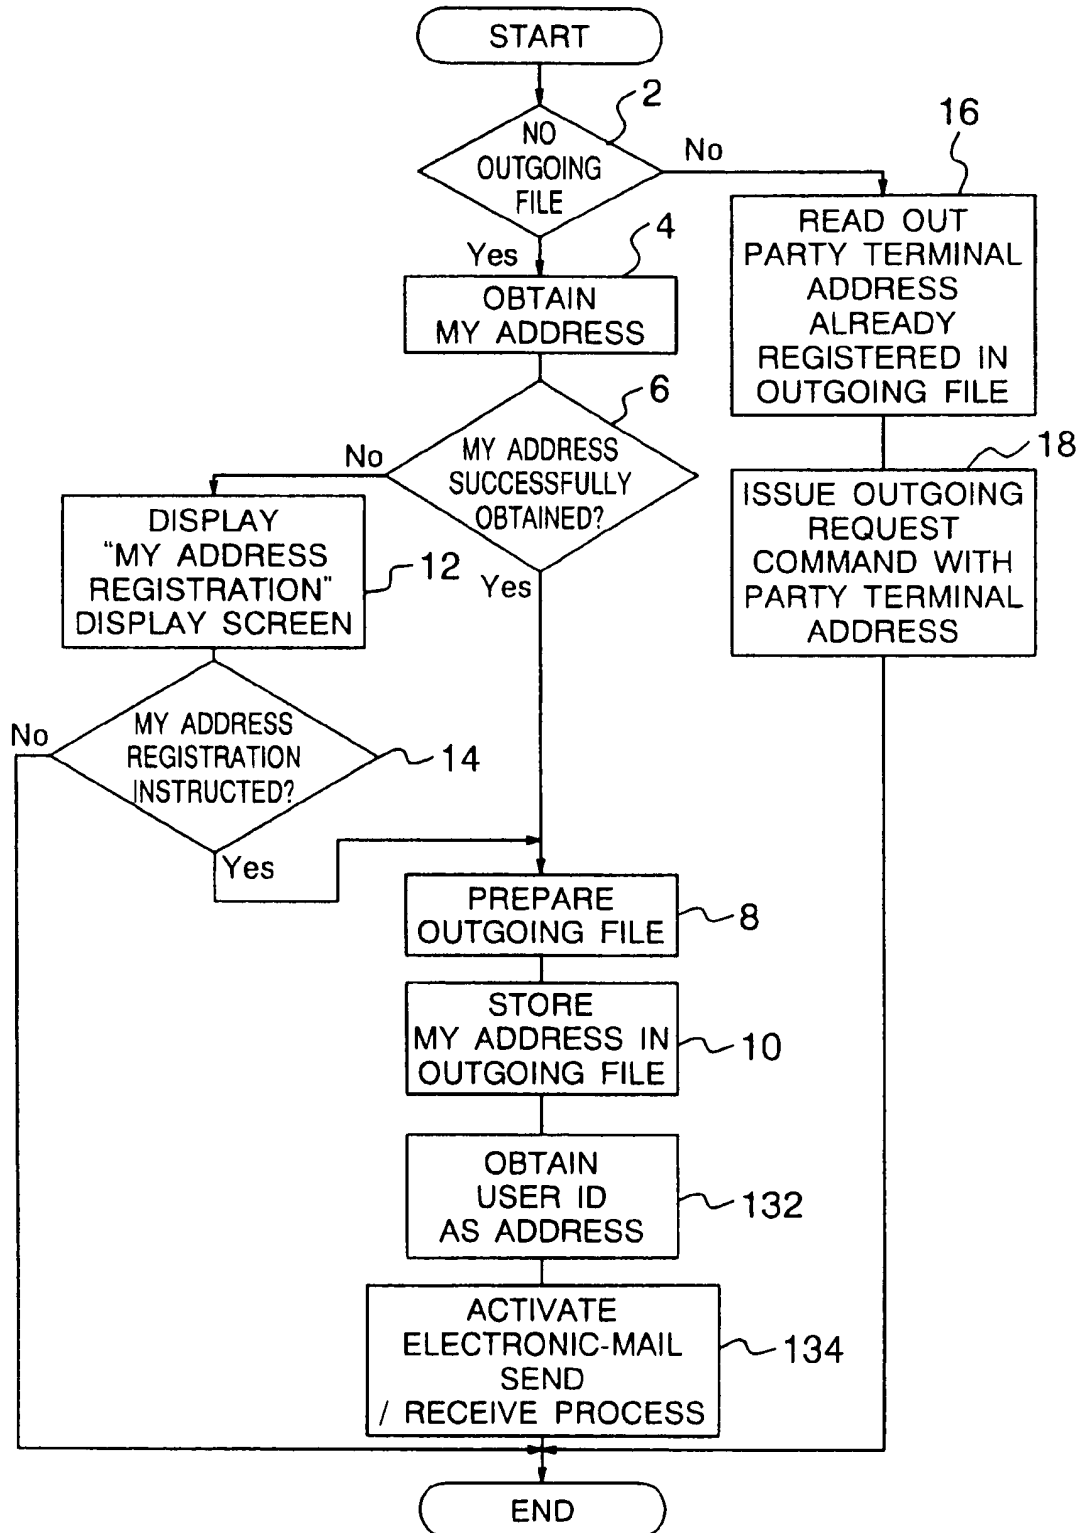 START
2
NO
OUTGOING
FILE
No
16
READ OUT
PARTY TERMINAL
ADDRESS
ALREADY
REGISTERED IN
OUTGOING FILE
Yes
4
OBTAIN
MY ADDRESS
6
MY ADDRESS
SUCCESSFULLY
OBTAINED?
No
Yes
18
ISSUE OUTGOING
REQUEST
COMMAND WITH
PARTY TERMINAL
ADDRESS
DISPLAY
"MY ADDRESS
REGISTRATION"
DISPLAY SCREEN
12
MY ADDRESS
REGISTRATION
INSTRUCTED?
14
No
Yes
PREPARE
OUTGOING FILE
8
STORE
MY ADDRESS IN
OUTGOING FILE
10
OBTAIN
USER ID
AS ADDRESS
132
ACTIVATE
ELECTRONIC-MAIL
SEND
/ RECEIVE PROCESS
134
END